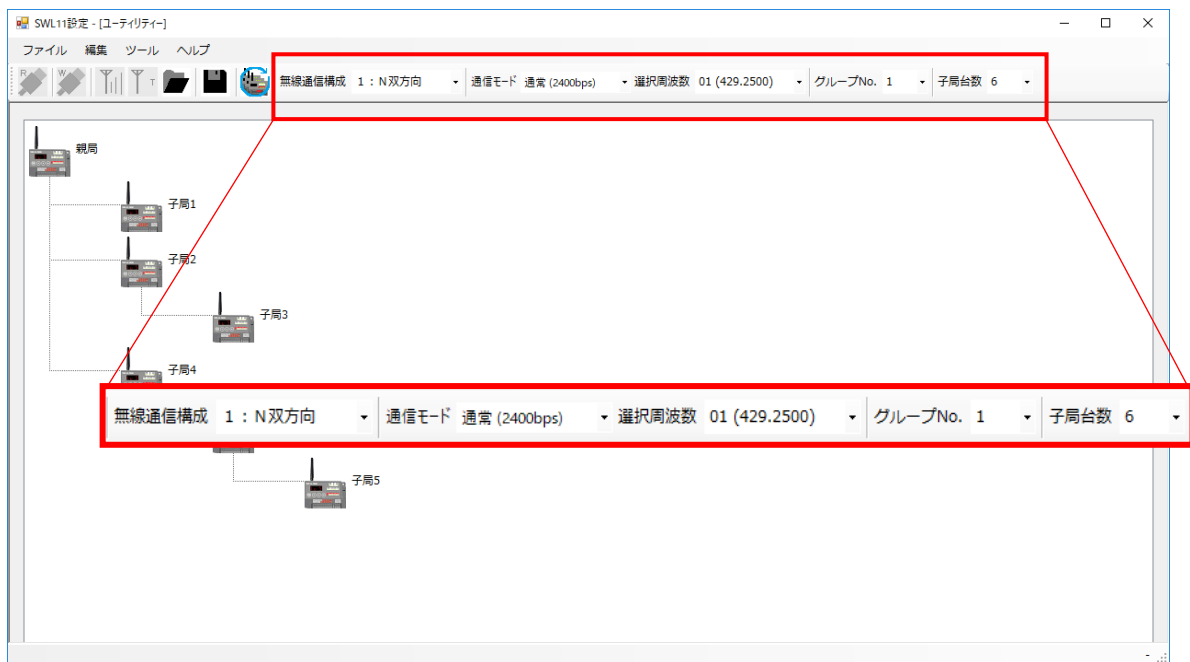 SWL11設定 - [ユーティリティー]
ファイル 編集 ツール ヘルプ
R W T 無線通信構成 1：N双方向 通信モード 通常 (2400bps) 選択周波数 01 (429.2500) グループNo. 1 子局台数 6
親局
子局1
子局2
子局3
子局4
無線通信構成 1：N双方向 通信モード 通常 (2400bps) 選択周波数 01 (429.2500) グループNo. 1 子局台数 6
子局5